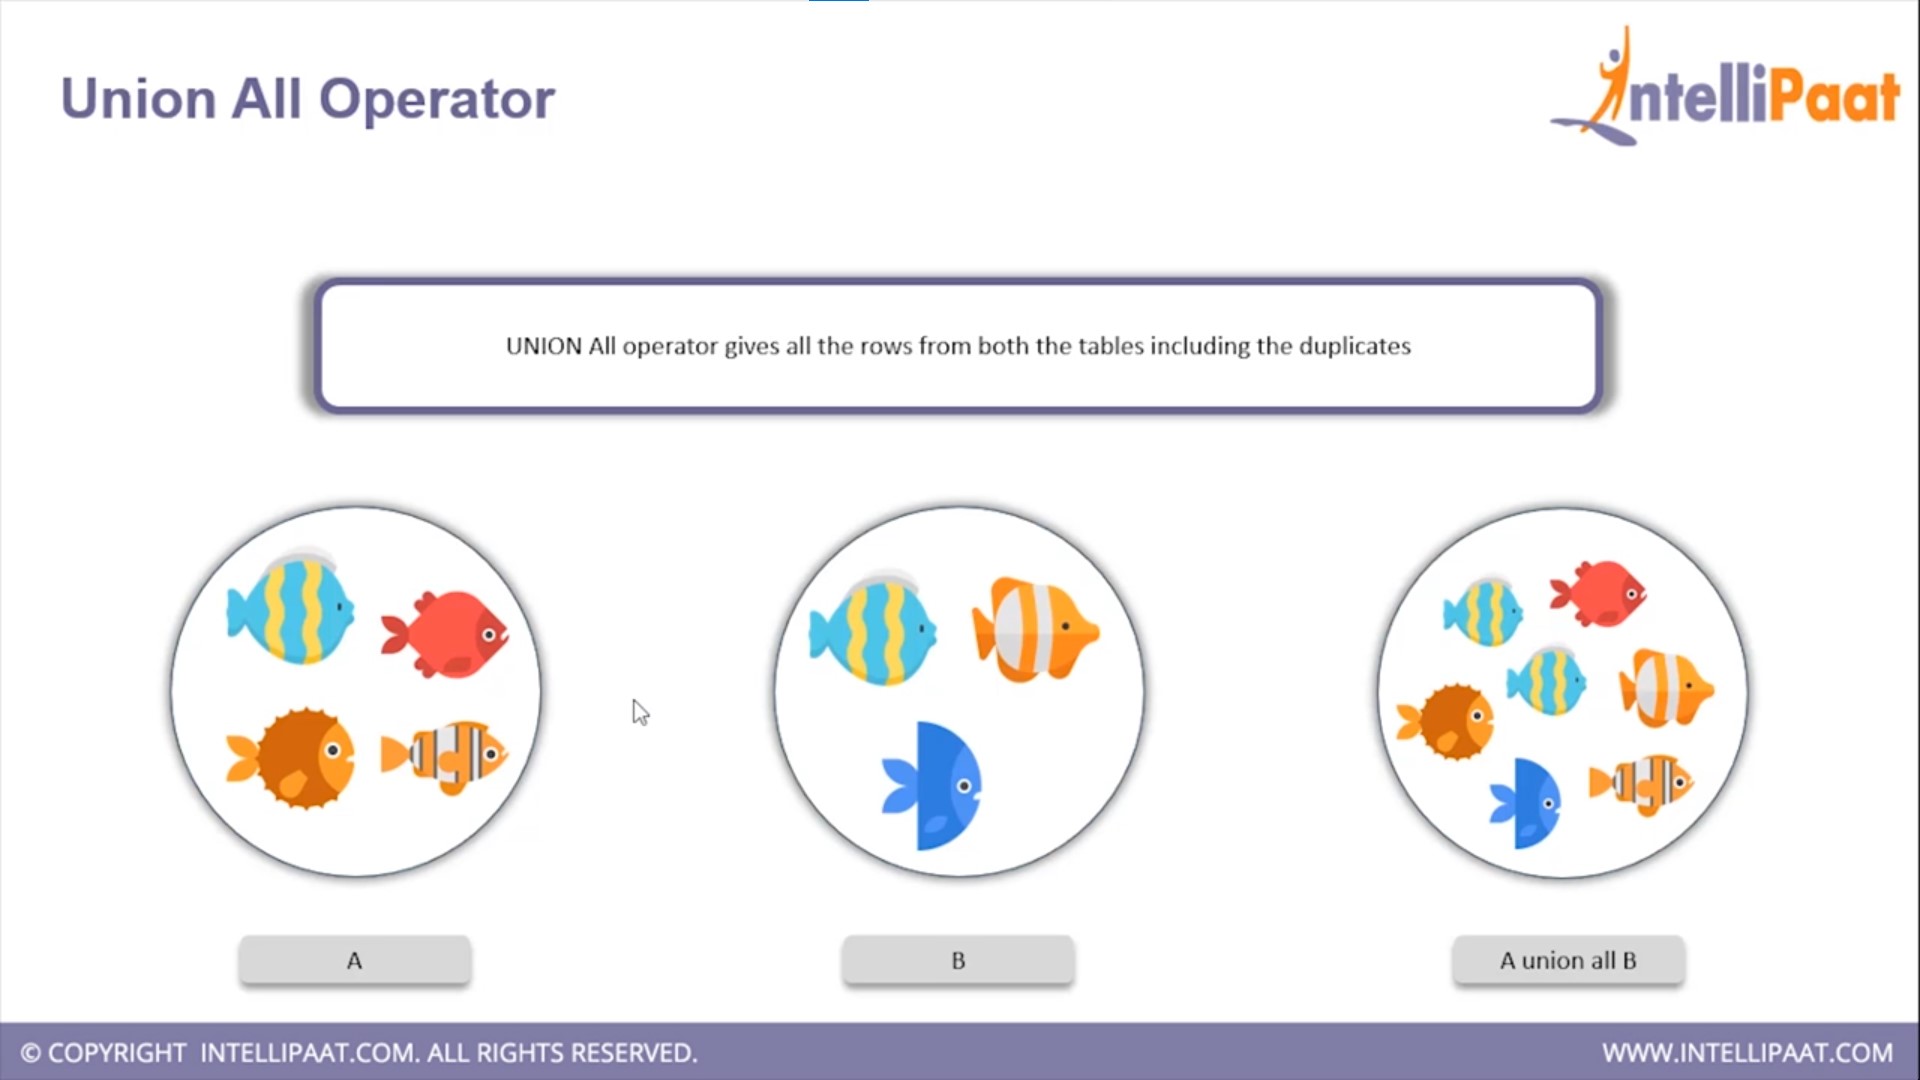 Union All Operator
IntelliPaat
UNION All operator gives all the rows from both the tables including the duplicates
A
B
A union all B
© COPYRIGHT INTELLIPAAT.COM. ALL RIGHTS RESERVED.
WWW.INTELLIPAAT.COM